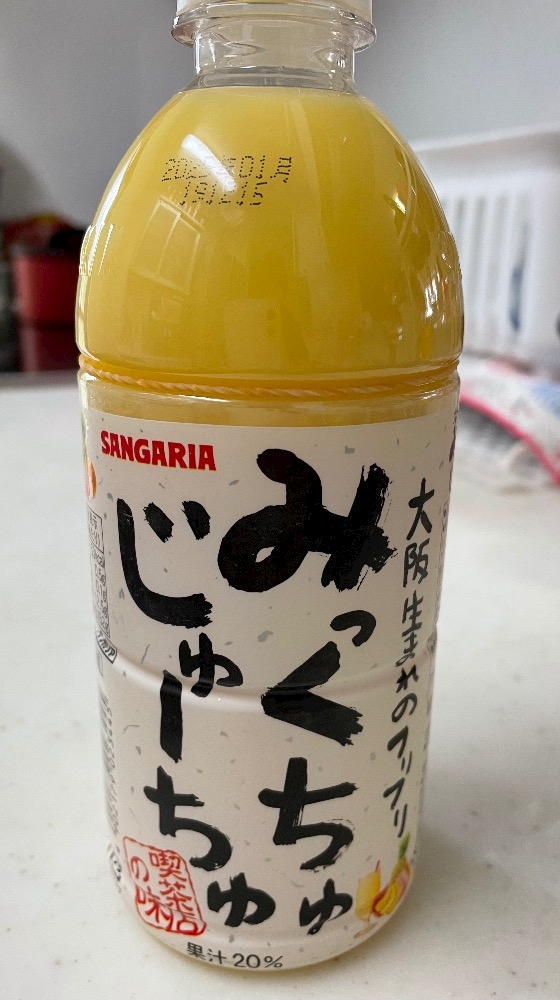 SANGARIA
大阪生まれのフリフリ
みっくちゅ
じゅーちゅ
喫茶店
の味
果汁20%